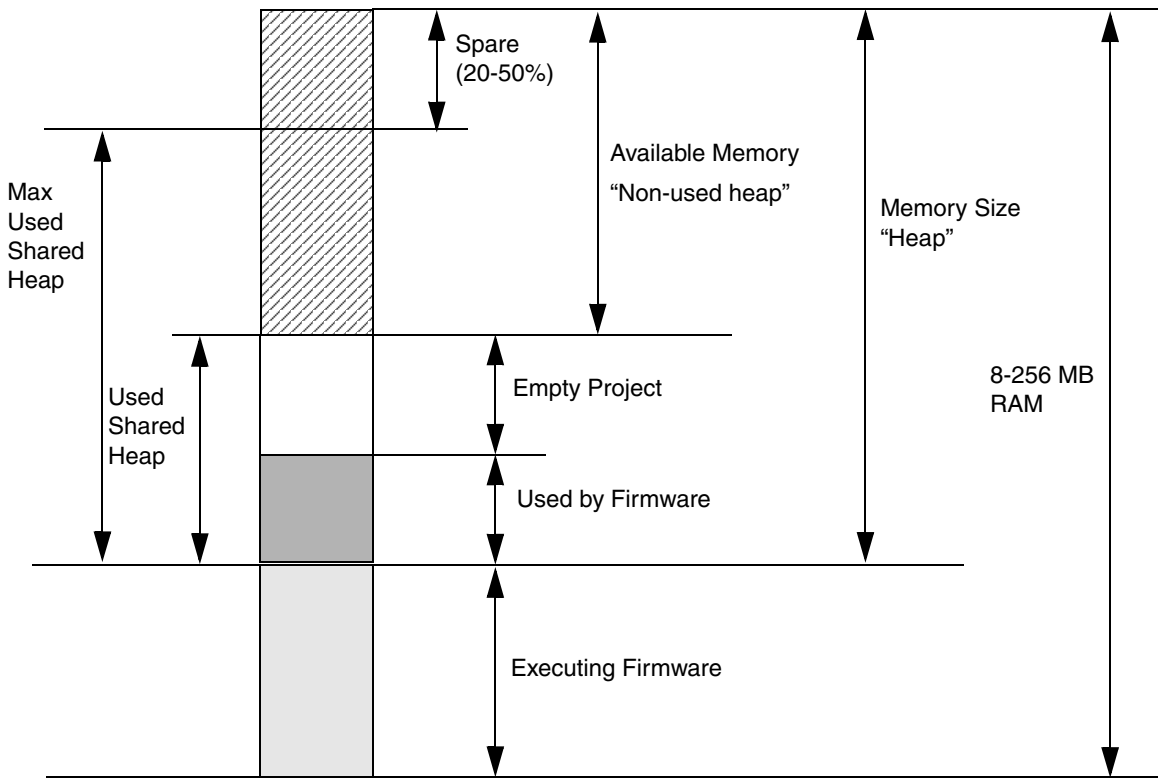 Spare
(20-50%)
Available Memory
“Non-used heap”
Max
Used
Shared
Heap
Memory Size
“Heap”
Used
Shared
Heap
Empty Project
8-256 MB
RAM
Used by Firmware
Executing Firmware